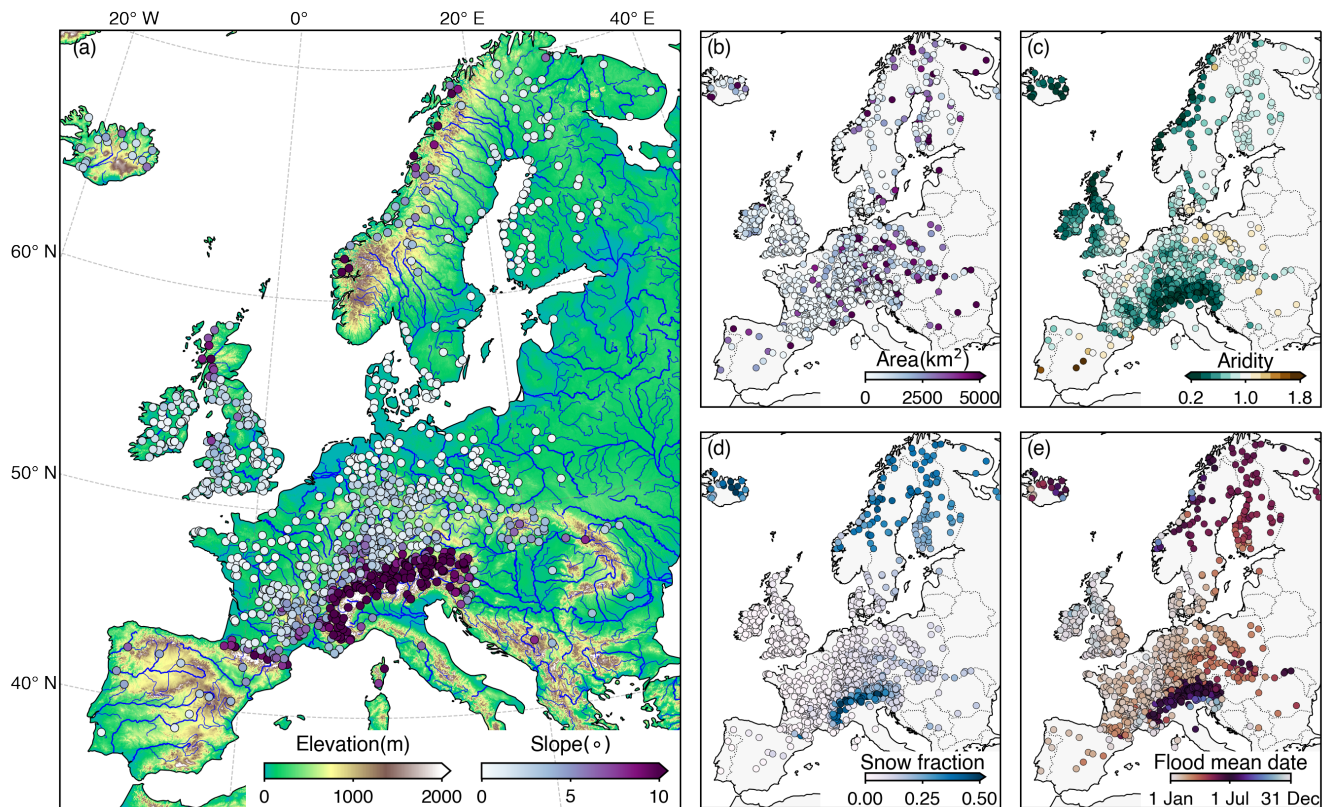 20° W 0° 20° E 40° E
(a)
60° N
50° N
40° N
Elevation(m)
0 1000 2000
Slope(°)
0 5 10
(b)
Area(km²)
0 2500 5000
(c)
Aridity
0.2 1.0 1.8
(d)
Snow fraction
0.00 0.25 0.50
(e)
Flood mean date
1 Jan 1 Jul 31 Dec